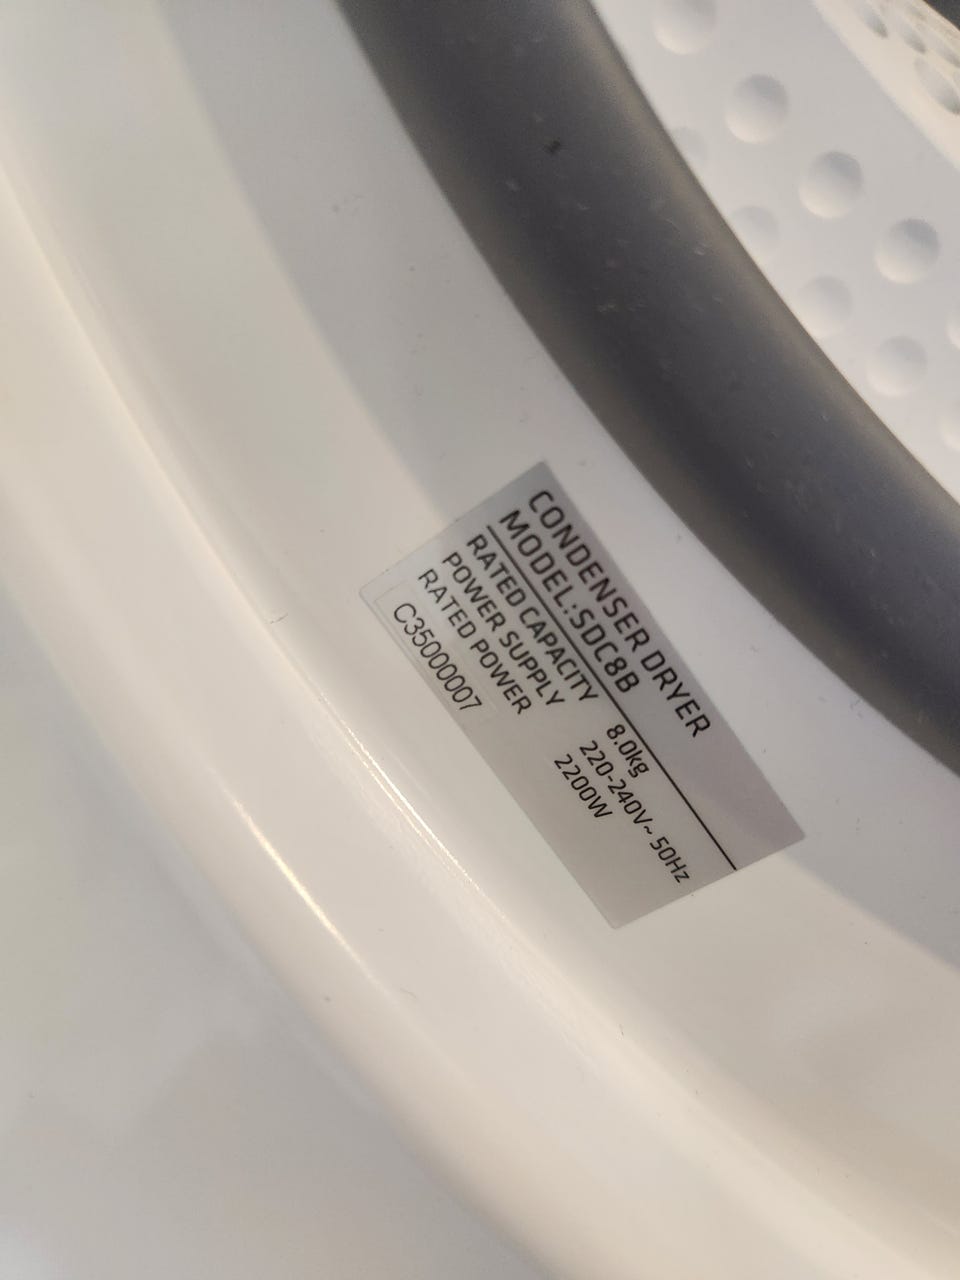 CONDENSER DRYER
MODEL:SDC8B
RATED CAPACITY 8.0kg
POWER SUPPLY 220-240V~ 50Hz
RATED POWER 2200W
C35000007